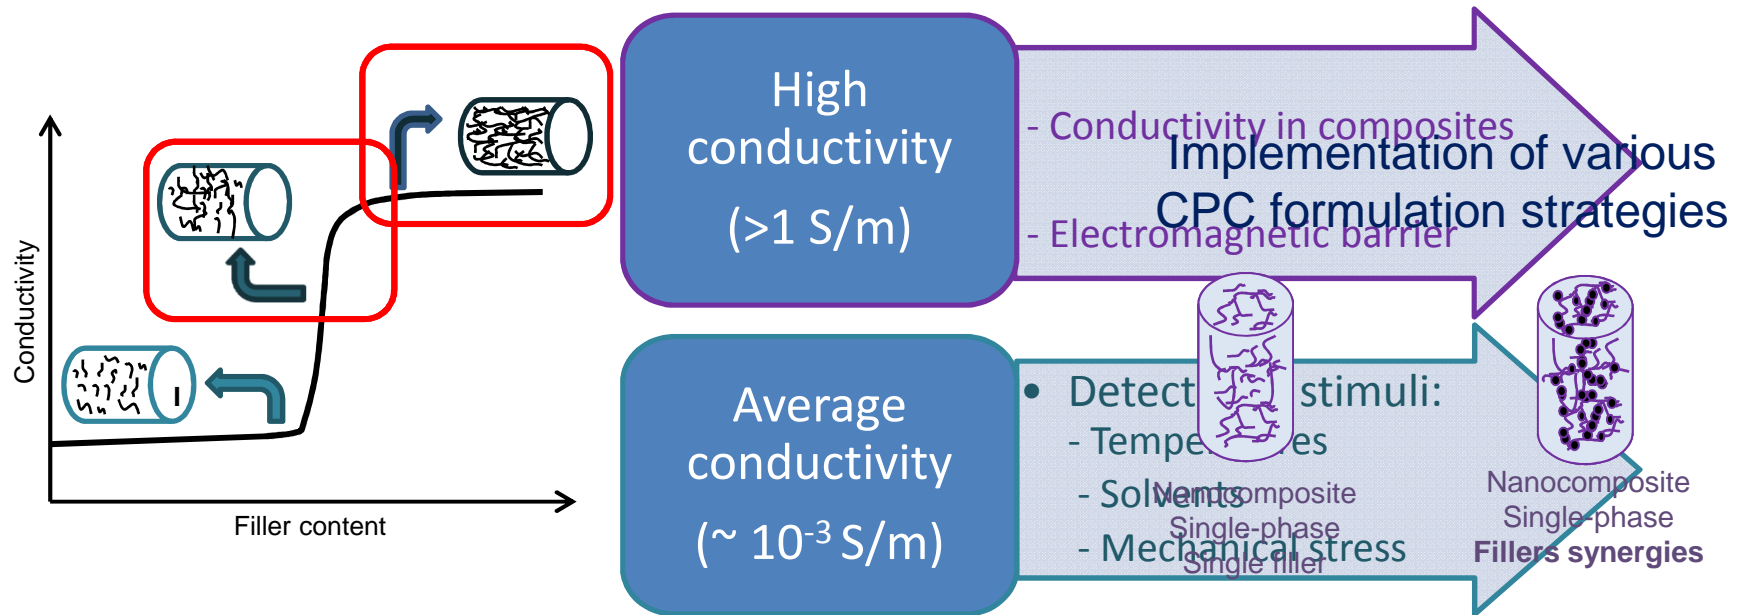 Conductivity
Filler content
High
conductivity
(>1 S/m)
- Conductivity in composites
- Electromagnetic barrier
Implementation of various
CPC formulation strategies
Average
conductivity
(~ 10⁻³ S/m)
• Detect stimuli:
- Tempe res
- Solvents
- Mechanical stress
Nanocomposite
Single-phase
Single filler
Nanocomposite
Single-phase
Fillers synergies